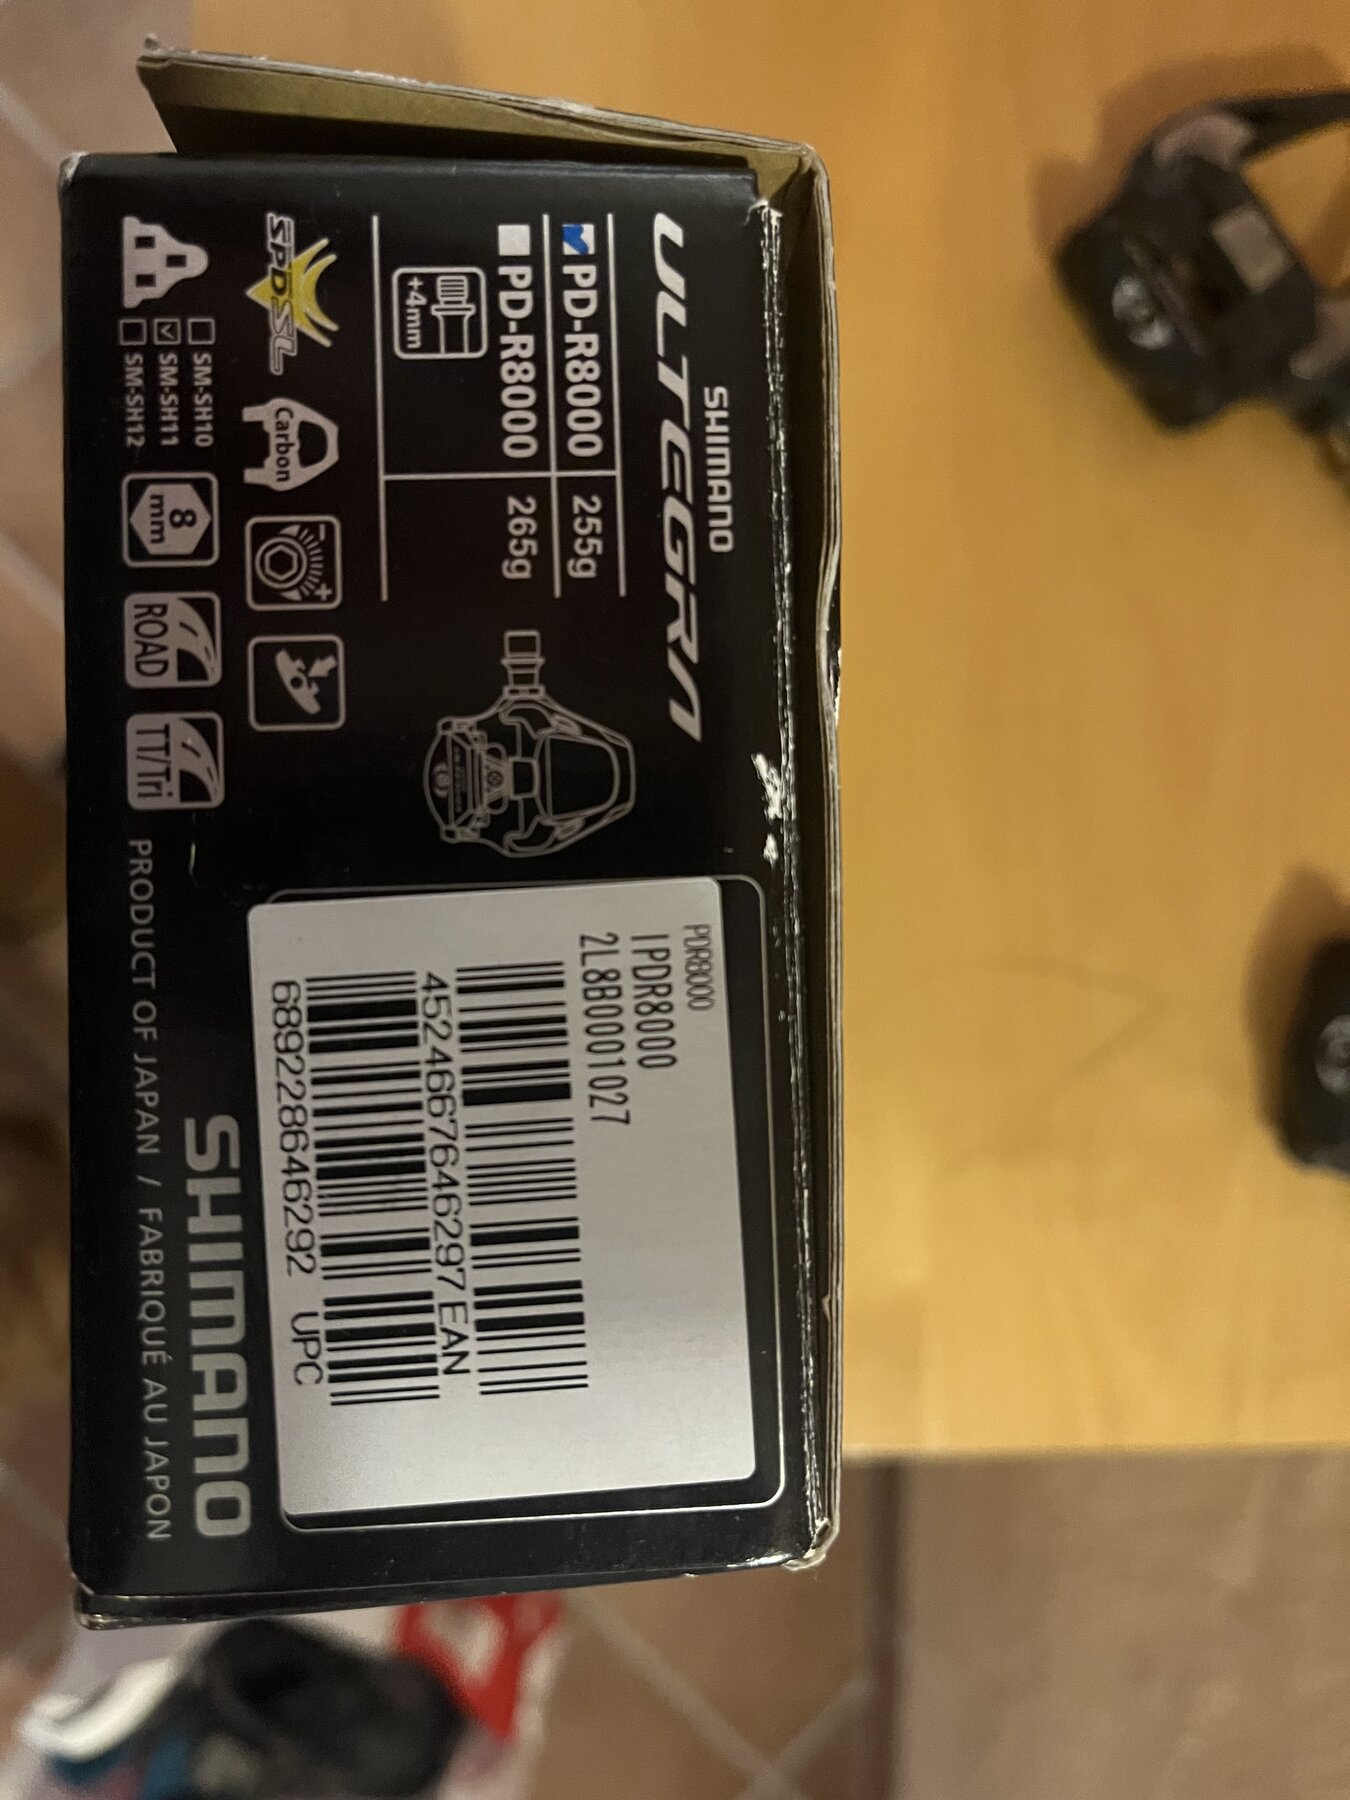 SHIMANO
ULTEGRA
PD-R8000 255g
PD-R8000 265g
+4mm
SPD-SL
Carbon
SM-SH10
SM-SH11
SM-SH12
8
mm
ROAD
TT/Tri
PDR8000
IPDR8000
2L8B0001027
4524667646297 EAN
689228646292 UPC
SHIMANO
PRODUCT OF JAPAN / FABRIQUÉ AU JAPON